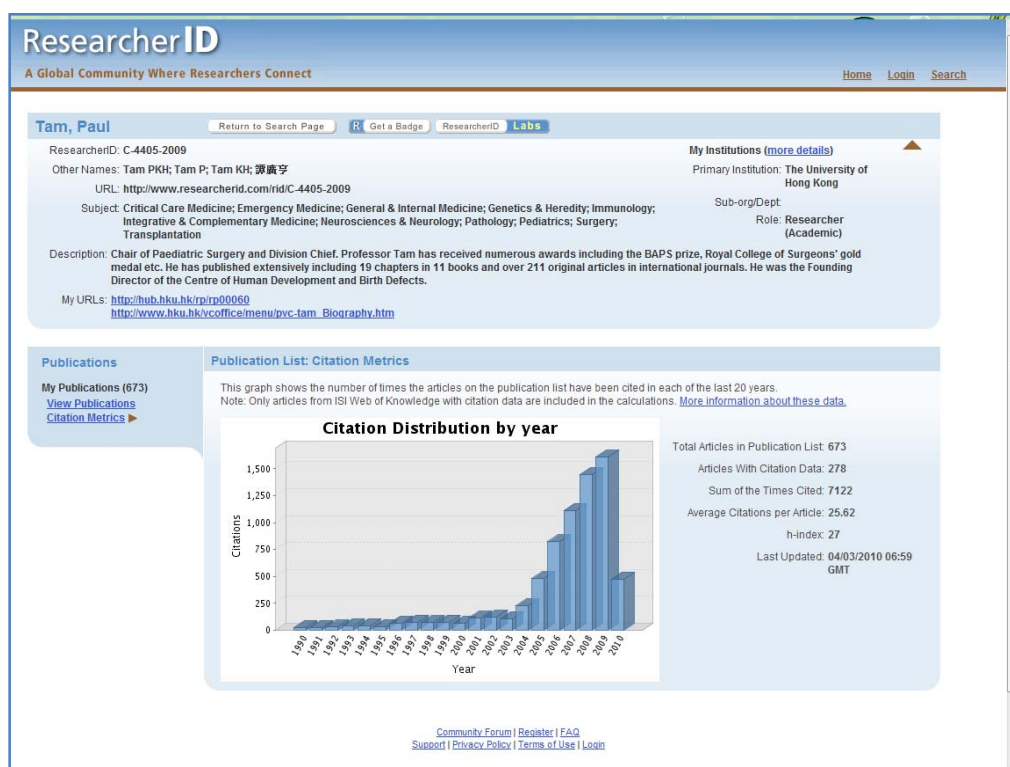 ResearcherID
A Global Community Where Researchers Connect
Home Login Search
Tam, Paul
Return to Search Page
R Get a Badge
ResearcherID Labs
ResearcherID: C-4405-2009
Other Names: Tam PKH; Tam P; Tam KH; 譚廣亨
URL: http://www.researcherid.com/rid/C-4405-2009
Subject: Critical Care Medicine; Emergency Medicine; General & Internal Medicine; Genetics & Heredity; Immunology;
Integrative & Complementary Medicine; Neurosciences & Neurology; Pathology; Pediatrics; Surgery;
Transplantation
My Institutions (more details)
Primary Institution: The University of
Hong Kong
Sub-org/Dept:
Role: Researcher
(Academic)
Description: Chair of Paediatric Surgery and Division Chief. Professor Tam has received numerous awards including the BAPS prize, Royal College of Surgeons' gold
medal etc. He has published extensively including 19 chapters in 11 books and over 211 original articles in international journals. He was the Founding
Director of the Centre of Human Development and Birth Defects.
My URLs: http://hub.hku.hk/rp/rp00060
http://www.hku.hk/vcoffice/menu/pvc-tam_Biography.htm
Publications
My Publications (673)
View Publications
Citation Metrics
Publication List: Citation Metrics
This graph shows the number of times the articles on the publication list have been cited in each of the last 20 years.
Note: Only articles from ISI Web of Knowledge with citation data are included in the calculations. More information about these data.
Citation Distribution by year
Citations
1,500
1,250
1,000
750
500
250
0
1990 1991 1992 1993 1994 1995 1996 1997 1998 1999 2000 2001 2002 2003 2004 2005 2006 2007 2008 2009 2010
Year
Total Articles in Publication List: 673
Articles With Citation Data: 278
Sum of the Times Cited: 7122
Average Citations per Article: 25.62
h-index: 27
Last Updated: 04/03/2010 06:59
GMT
Community Forum | Register | FAQ
Support | Privacy Policy | Terms of Use | Login